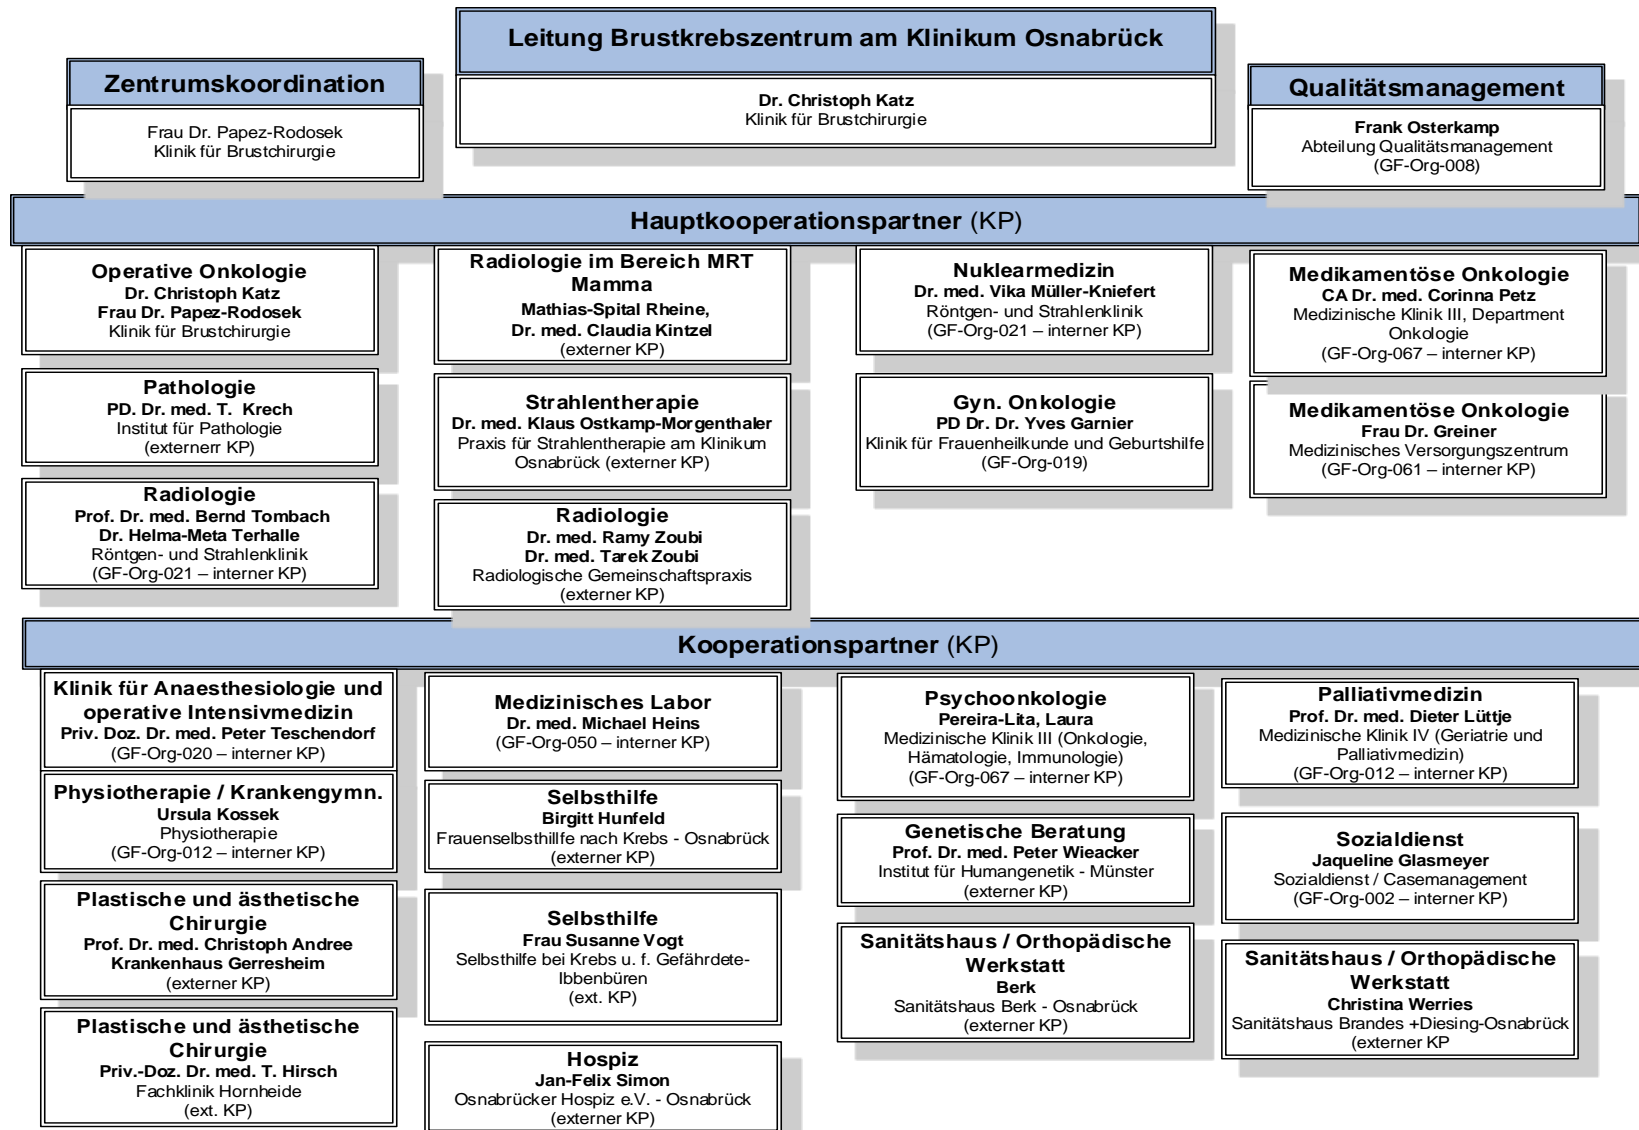 Leitung Brustkrebszentrum am Klinikum Osnabrück
Dr. Christoph Katz
Klinik für Brustchirurgie
Zentrumskoordination
Frau Dr. Papez-Rodosek
Klinik für Brustchirurgie
Qualitätsmanagement
Frank Osterkamp
Abteilung Qualitätsmanagement
(GF-Org-008)
Hauptkooperationspartner (KP)
Operative Onkologie
Dr. Christoph Katz
Frau Dr. Papez-Rodosek
Klinik für Brustchirurgie
Pathologie
PD. Dr. med. T. Krech
Institut für Pathologie
(externerr KP)
Radiologie
Prof. Dr. med. Bernd Tombach
Dr. Helma-Meta Terhalle
Röntgen- und Strahlenklinik
(GF-Org-021 – interner KP)
Radiologie im Bereich MRT
Mamma
Mathias-Spital Rheine,
Dr. med. Claudia Kintzel
(externer KP)
Strahlentherapie
Dr. med. Klaus Ostkamp-Morgenthaler
Praxis für Strahlentherapie am Klinikum
Osnabrück (externer KP)
Radiologie
Dr. med. Ramy Zoubi
Dr. med. Tarek Zoubi
Radiologische Gemeinschaftspraxis
(externer KP)
Nuklearmedizin
Dr. med. Vika Müller-Kniefert
Röntgen- und Strahlenklinik
(GF-Org-021 – interner KP)
Gyn. Onkologie
PD Dr. Dr. Yves Garnier
Klinik für Frauenheilkunde und Geburtshilfe
(GF-Org-019)
Medikamentöse Onkologie
CA Dr. med. Corinna Petz
Medizinische Klinik III, Department
Onkologie
(GF-Org-067 – interner KP)
Medikamentöse Onkologie
Frau Dr. Greiner
Medizinisches Versorgungszentrum
(GF-Org-061 – interner KP)
Kooperationspartner (KP)
Klinik für Anaesthesiologie und
operative Intensivmedizin
Priv. Doz. Dr. med. Peter Teschendorf
(GF-Org-020 – interner KP)
Physiotherapie / Krankengymn.
Ursula Kossek
Physiotherapie
(GF-Org-012 – interner KP)
Plastische und ästhetische
Chirurgie
Prof. Dr. med. Christoph Andree
Krankenhaus Gerresheim
(externer KP)
Plastische und ästhetische
Chirurgie
Priv.-Doz. Dr. med. T. Hirsch
Fachklinik Hornheide
(ext. KP)
Medizinisches Labor
Dr. med. Michael Heins
(GF-Org-050 – interner KP)
Selbsthilfe
Birgitt Hunfeld
Frauenselbsthillfe nach Krebs - Osnabrück
(externer KP)
Selbsthilfe
Frau Susanne Vogt
Selbsthilfe bei Krebs u. f. Gefährdete-
Ibbenbüren
(ext. KP)
Hospiz
Jan-Felix Simon
Osnabrücker Hospiz e.V. - Osnabrück
(externer KP)
Psychoonkologie
Pereira-Lita, Laura
Medizinische Klinik III (Onkologie,
Hämatologie, Immunologie)
(GF-Org-067 – interner KP)
Genetische Beratung
Prof. Dr. med. Peter Wieacker
Institut für Humangenetik - Münster
(externer KP)
Sanitätshaus / Orthopädische
Werkstatt
Berk
Sanitätshaus Berk - Osnabrück
(externer KP)
Palliativmedizin
Prof. Dr. med. Dieter Lüttje
Medizinische Klinik IV (Geriatrie und
Palliativmedizin)
(GF-Org-012 – interner KP)
Sozialdienst
Jaqueline Glasmeyer
Sozialdienst / Casemanagement
(GF-Org-002 – interner KP)
Sanitätshaus / Orthopädische
Werkstatt
Christina Werries
Sanitätshaus Brandes +Diesing-Osnabrück
(externer KP